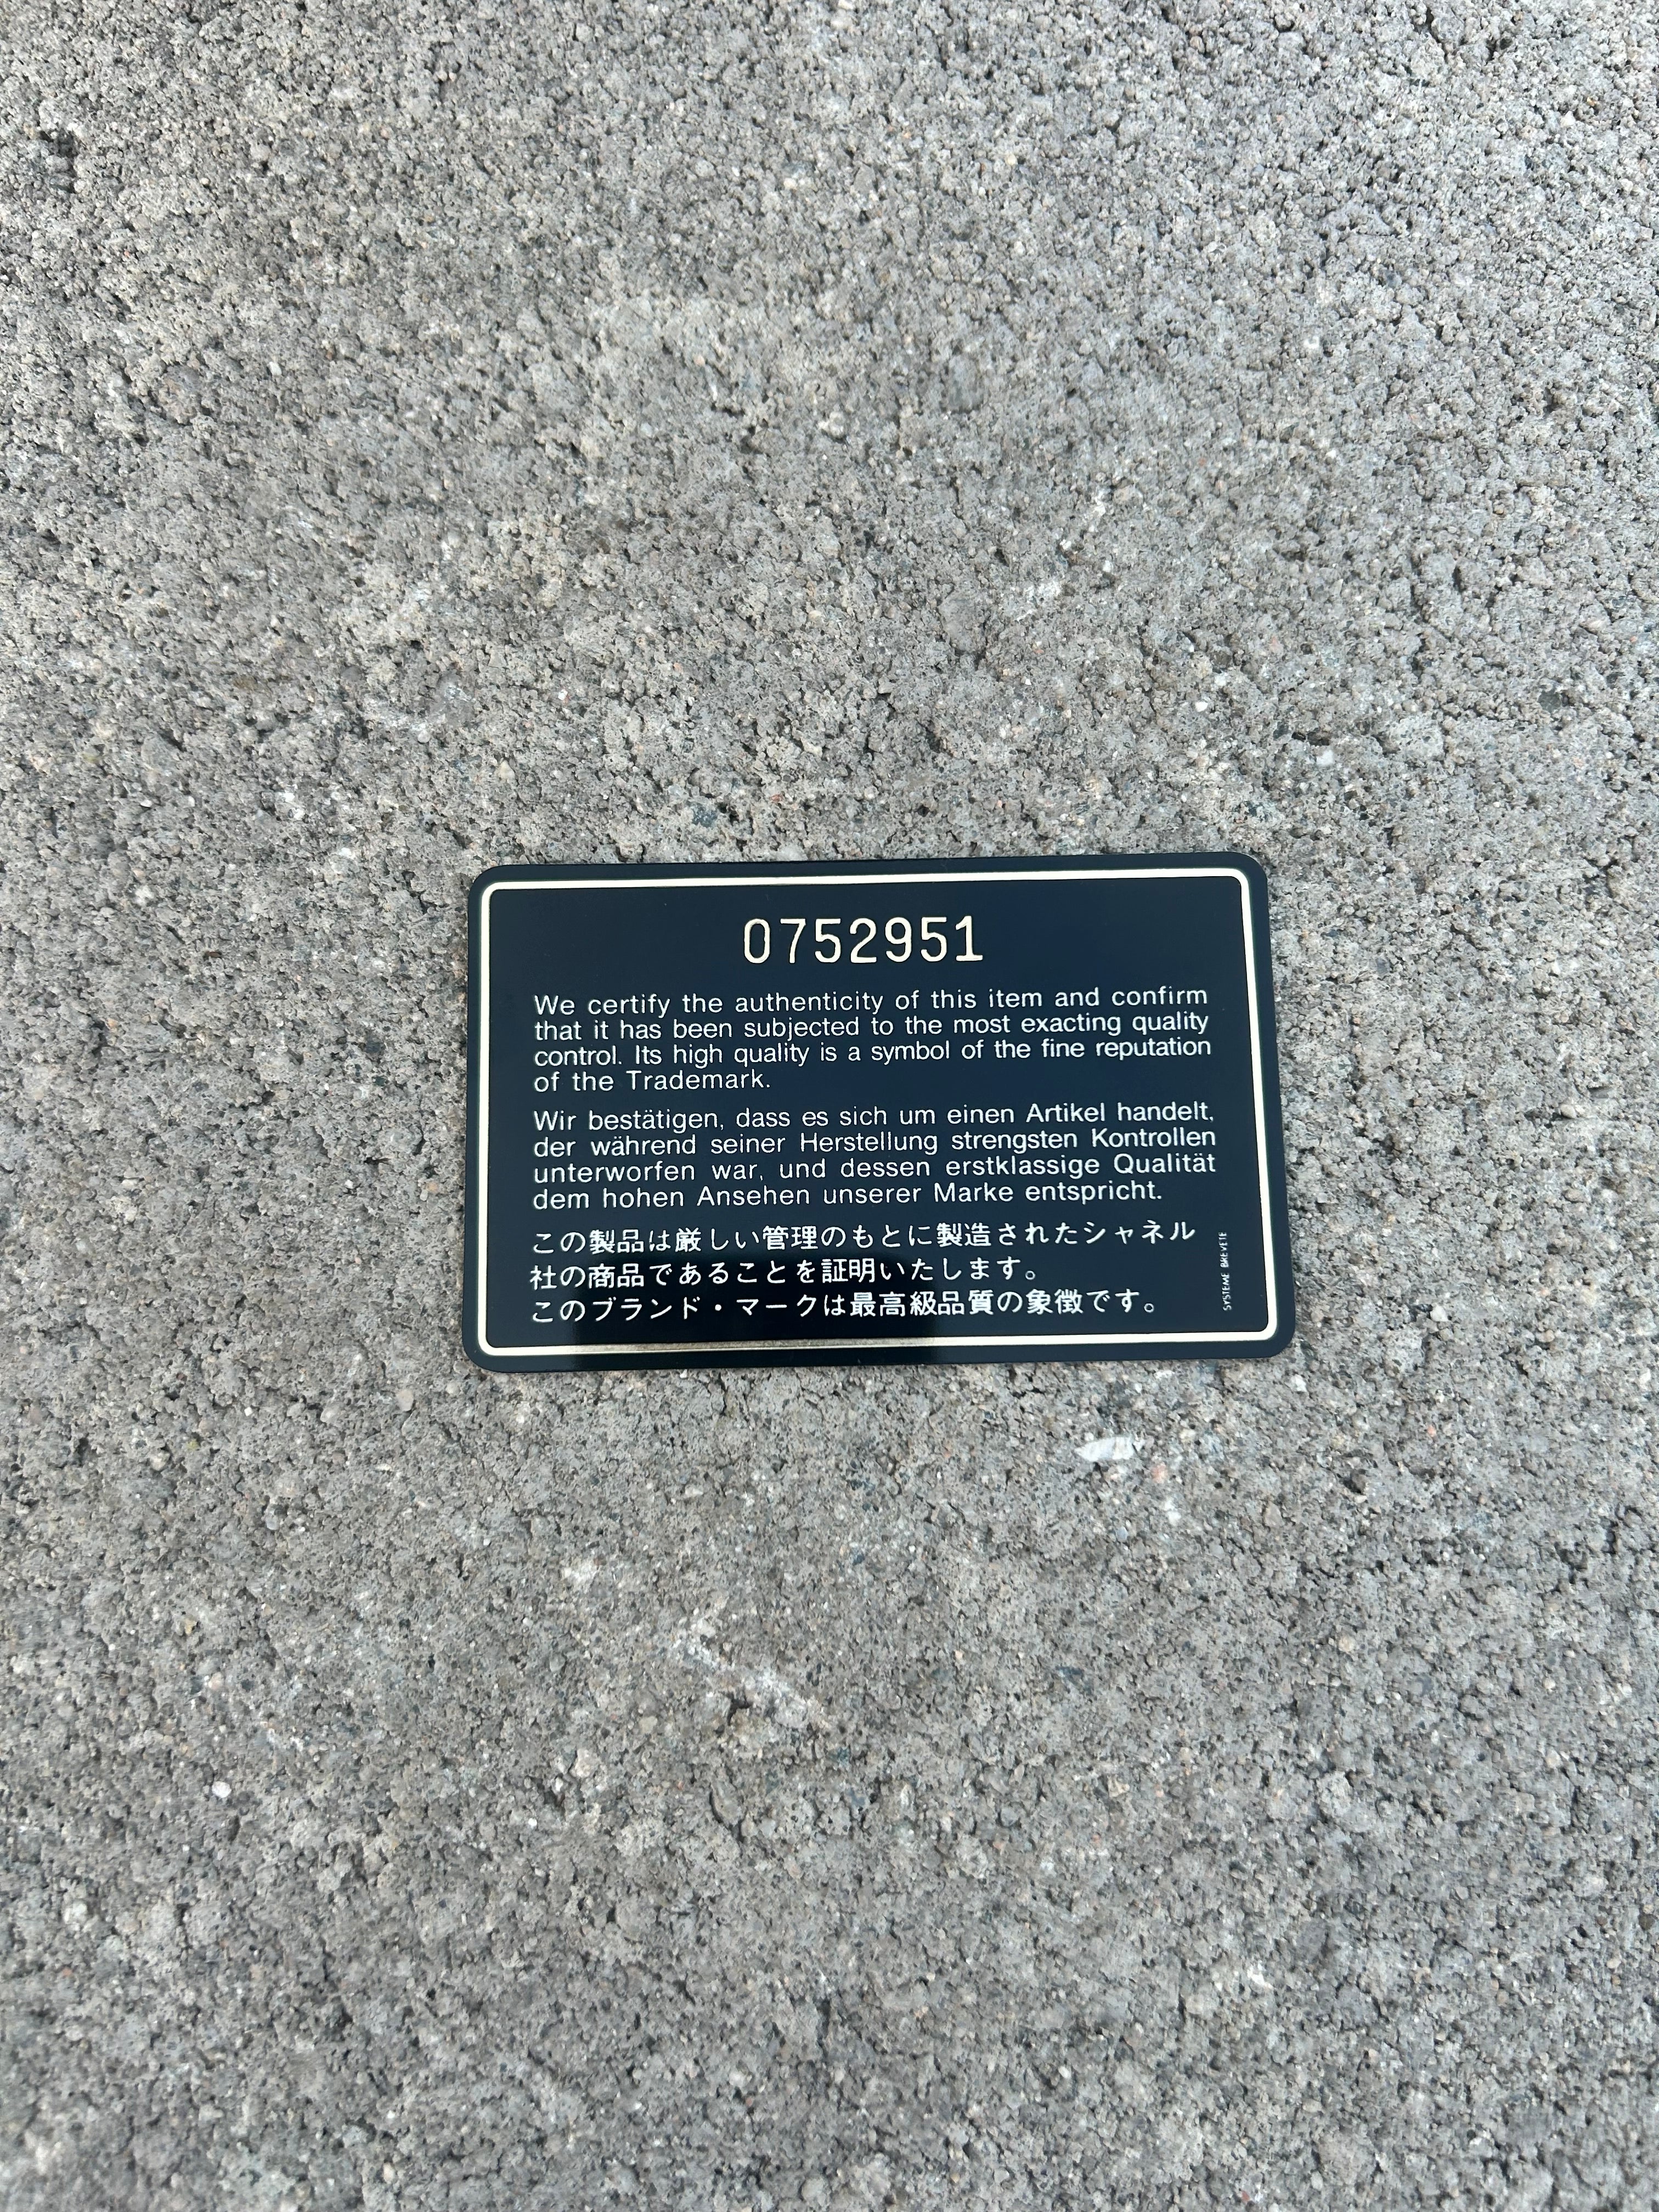 0752951
We certify the authenticity of this item and confirm
that it has been subjected to the most exacting quality
control. Its high quality is a symbol of the fine reputation
of the Trademark.
Wir bestätigen, dass es sich um einen Artikel handelt,
der während seiner Herstellung strengsten Kontrollen
unterworfen war, und dessen erstklassige Qualität
dem hohen Ansehen unserer Marke entspricht.
この製品は厳しい管理のもとに製造されたシャネル
社の商品であることを証明いたします。
このブランド・マークは最高級品質の象徴です。
SYSTEME BREVETE